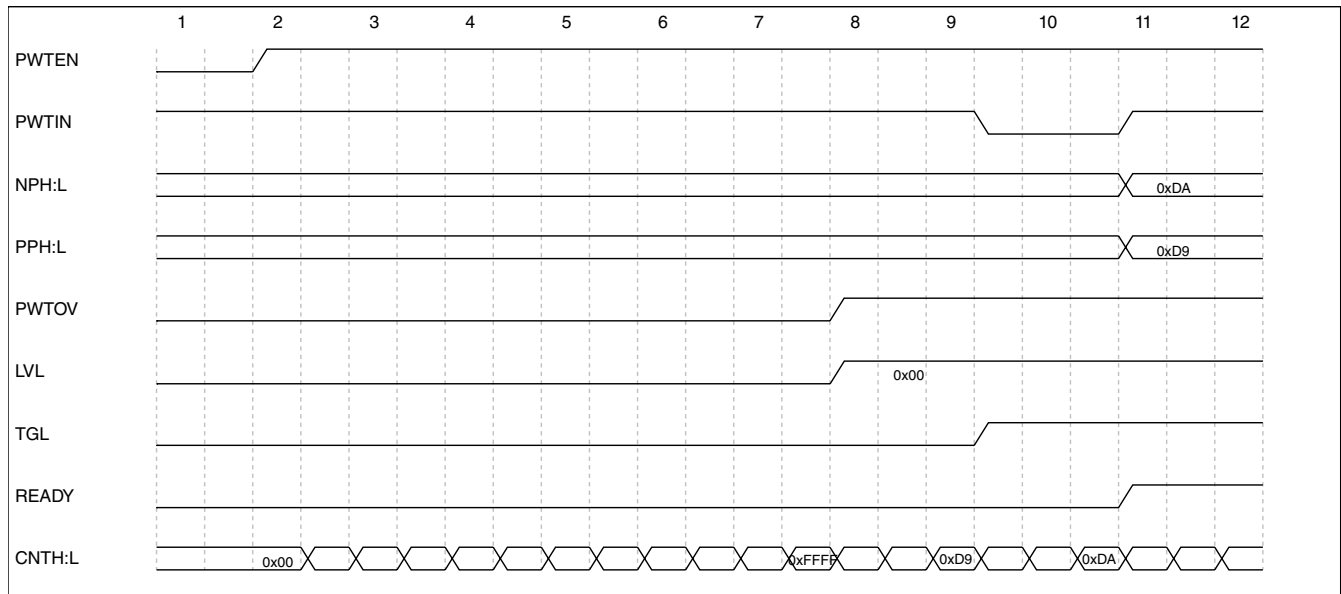 1 2 3 4 5 6 7 8 9 10 11 12
PWTEN
PWTIN
NPH:L 0xDA
PPH:L 0xD9
PWTOV
LVL 0x00
TGL
READY
CNTH:L 0x00 0xFFFF 0xD9 0xDA